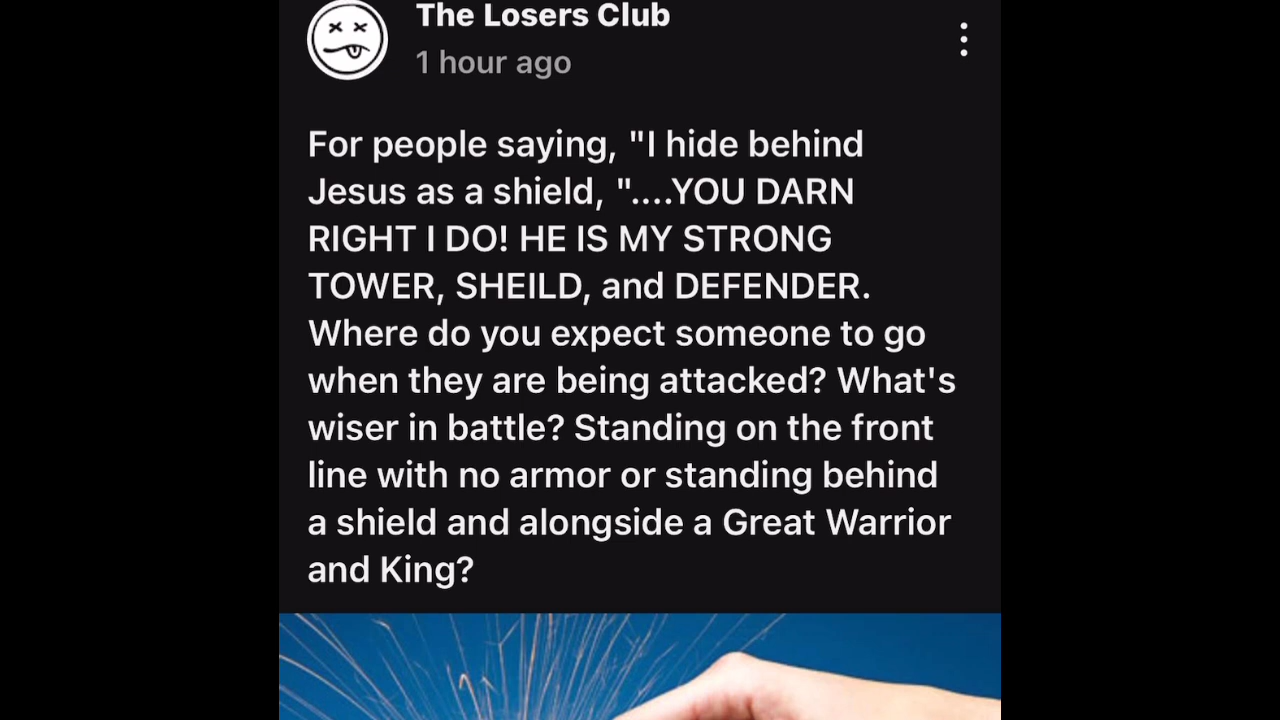 The Losers Club
1 hour ago
For people saying, "I hide behind
Jesus as a shield, "....YOU DARN
RIGHT I DO! HE IS MY STRONG
TOWER, SHEILD, and DEFENDER.
Where do you expect someone to go
when they are being attacked? What's
wiser in battle? Standing on the front
line with no armor or standing behind
a shield and alongside a Great Warrior
and King?